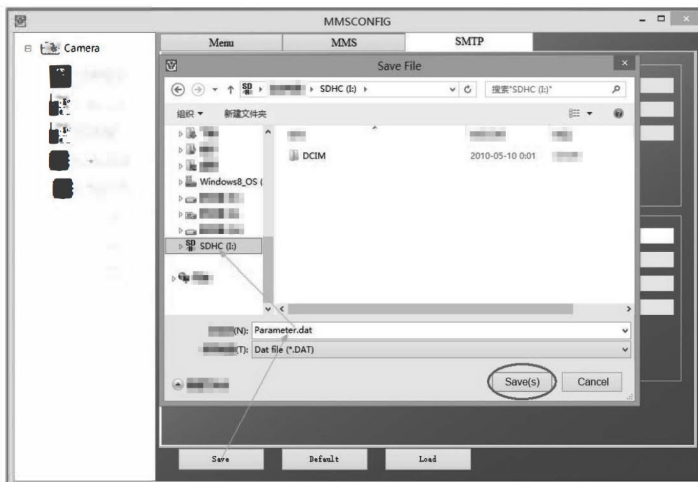 MMSCONFIG
Camera
Menu
MMS
SMTP
Save File
SDHC (I:)
搜索"SDHC (I:)"
组织
新建文件夹
DCIM
2010-05-10 0:01
Windows8_OS (
SDHC (I:)
(N):
Parameter.dat
(T):
Dat file (*.DAT)
Save(s)
Cancel
Save
Default
Load